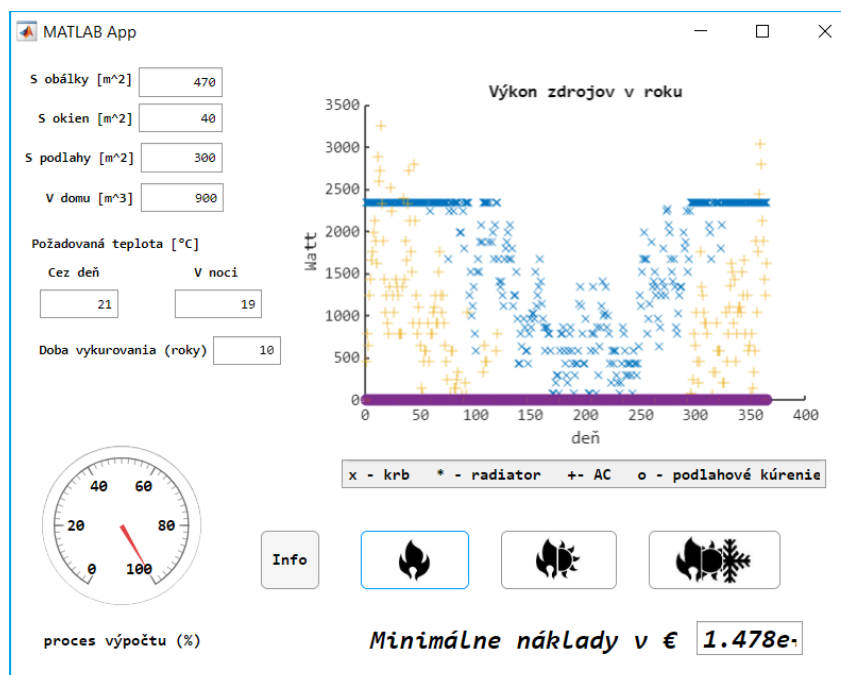 MATLAB App
S obálky [m^2] 470
S okien [m^2] 40
S podlahy [m^2] 300
V domu [m^3] 900
Požadovaná teplota [ºC]
Cez deň V noci
21 19
Doba vykurovania (roky) 10
Výkon zdrojov v roku
Watt
3500
3000
2500
2000
1500
1000
500
0
0 50 100 150 200 250 300 350 400
deň
x - krb * - radiator +- AC o - podlahové kúrenie
0 20 40 60 80 100
proces výpočtu (%)
Info
Minimálne náklady v € 1.478e